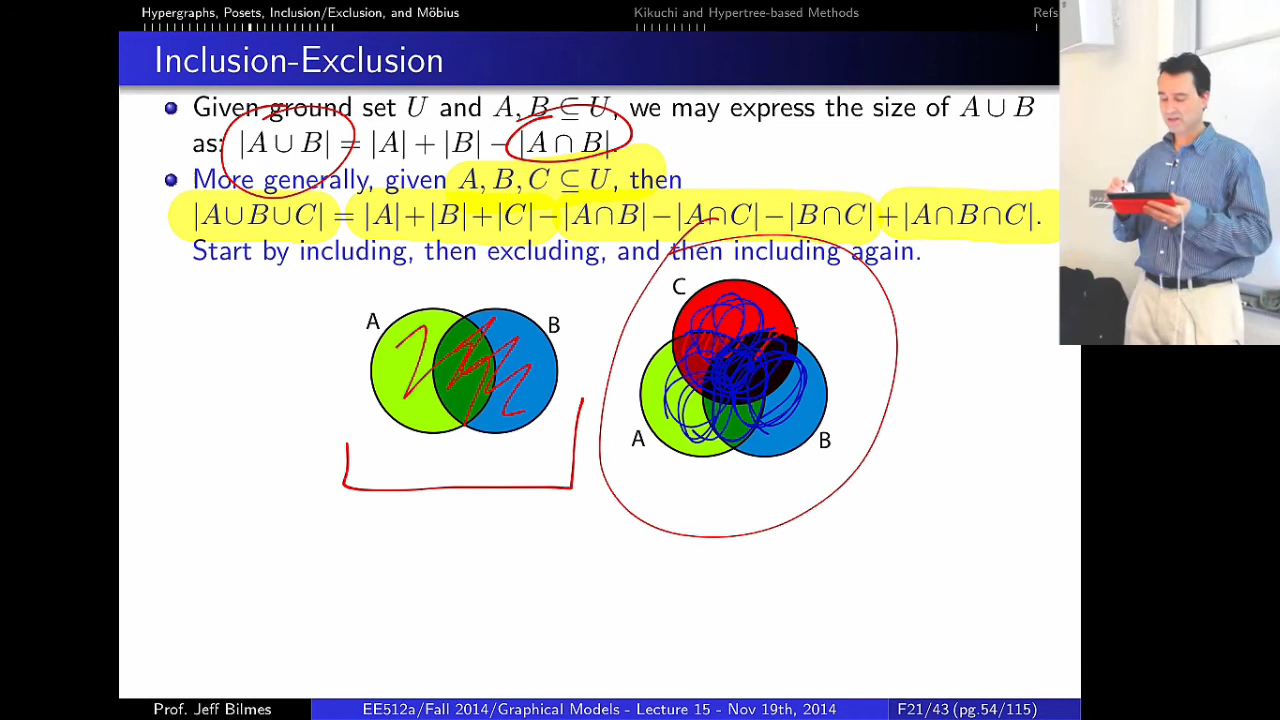 Hypergraphs, Posets, Inclusion/Exclusion, and Möbius Kikuchi and Hypertree-based Methods Refs
Inclusion-Exclusion
Given ground set U and A, B ⊆ U, we may express the size of A ∪ B
as: |A ∪ B| = |A| + |B| − |A ∩ B|.
More generally, given A, B, C ⊆ U, then
|A∪B∪C| = |A|+|B|+|C|−|A∩B|−|A∩C|−|B∩C|+|A∩B∩C|.
Start by including, then excluding, and then including again.
C
A B
A B
Prof. Jeff Bilmes EE512a/Fall 2014/Graphical Models - Lecture 15 - Nov 19th, 2014 F21/43 (pg.54/115)